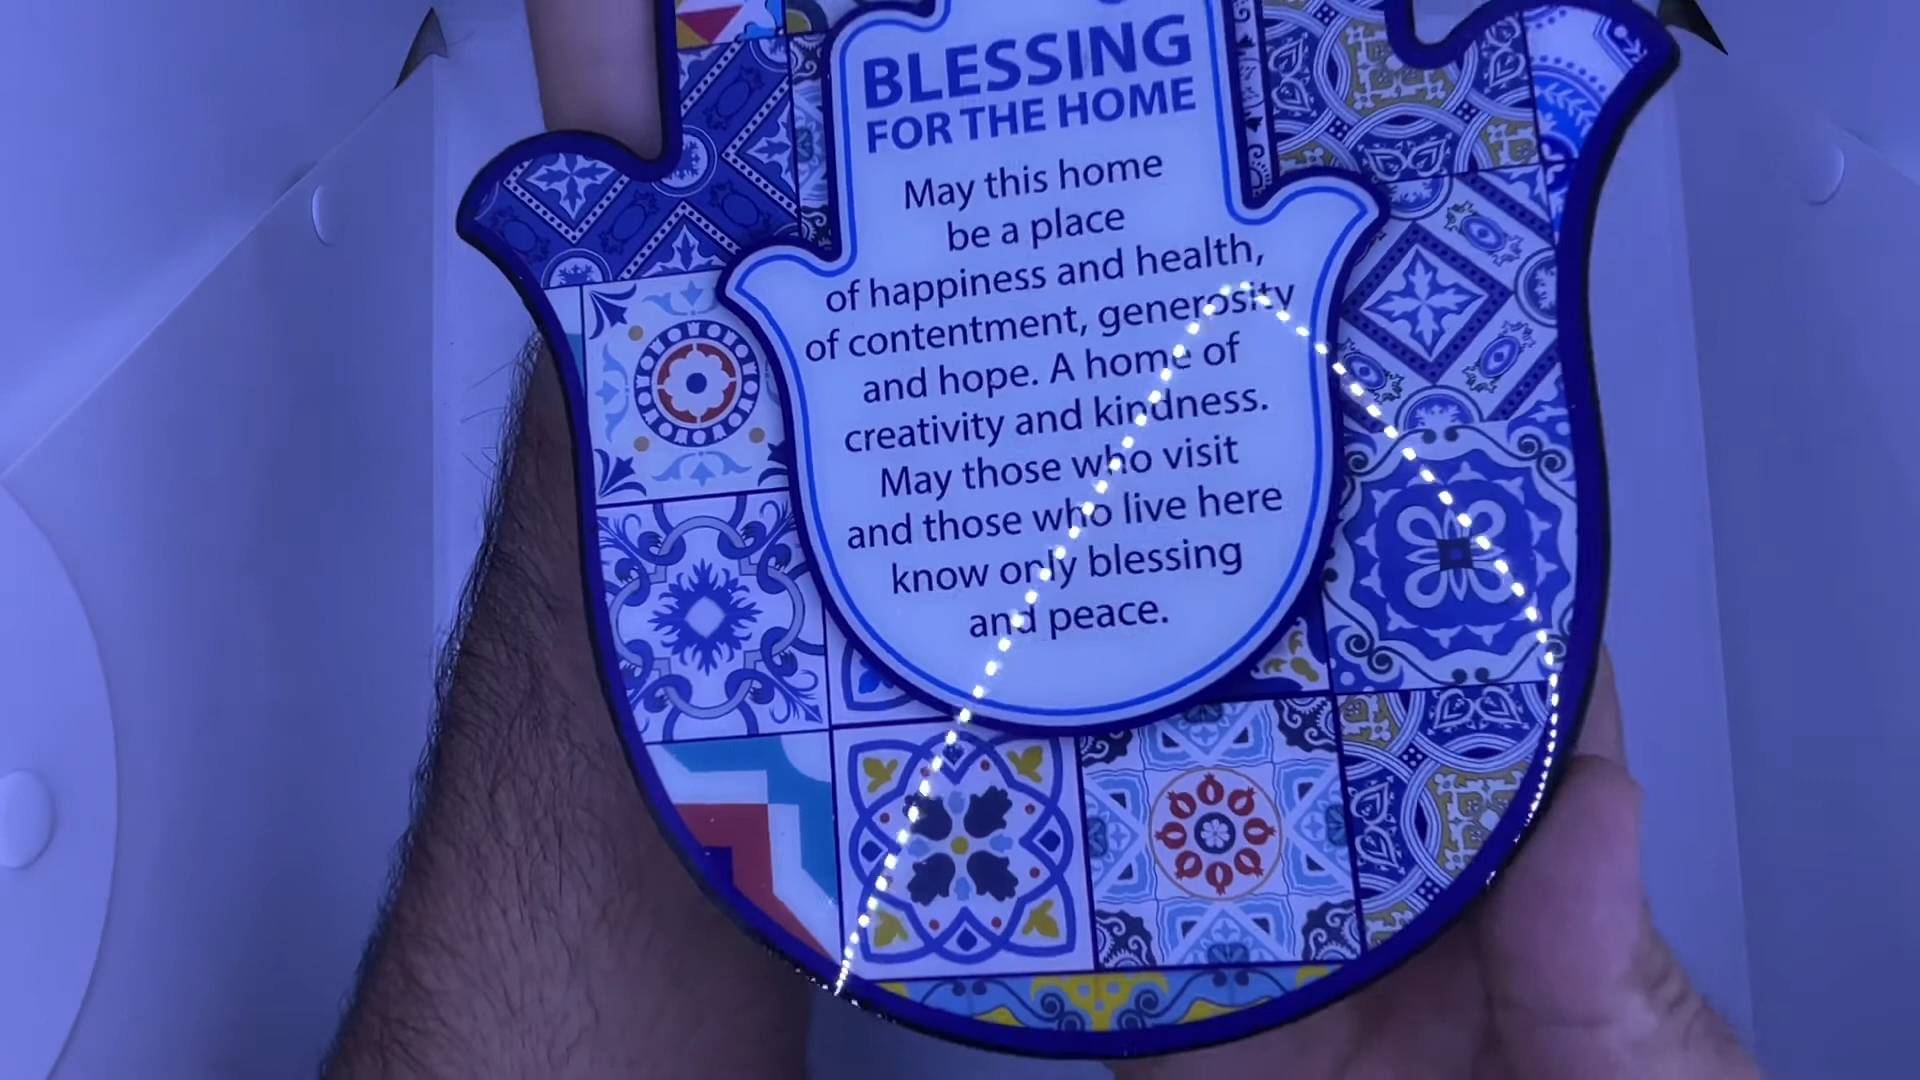 BLESSING
FOR THE HOME
May this home
be a place
of happiness and health,
of contentment, generosity
and hope. A home of
creativity and kindness.
May those who visit
and those who live here
know only blessing
and peace.